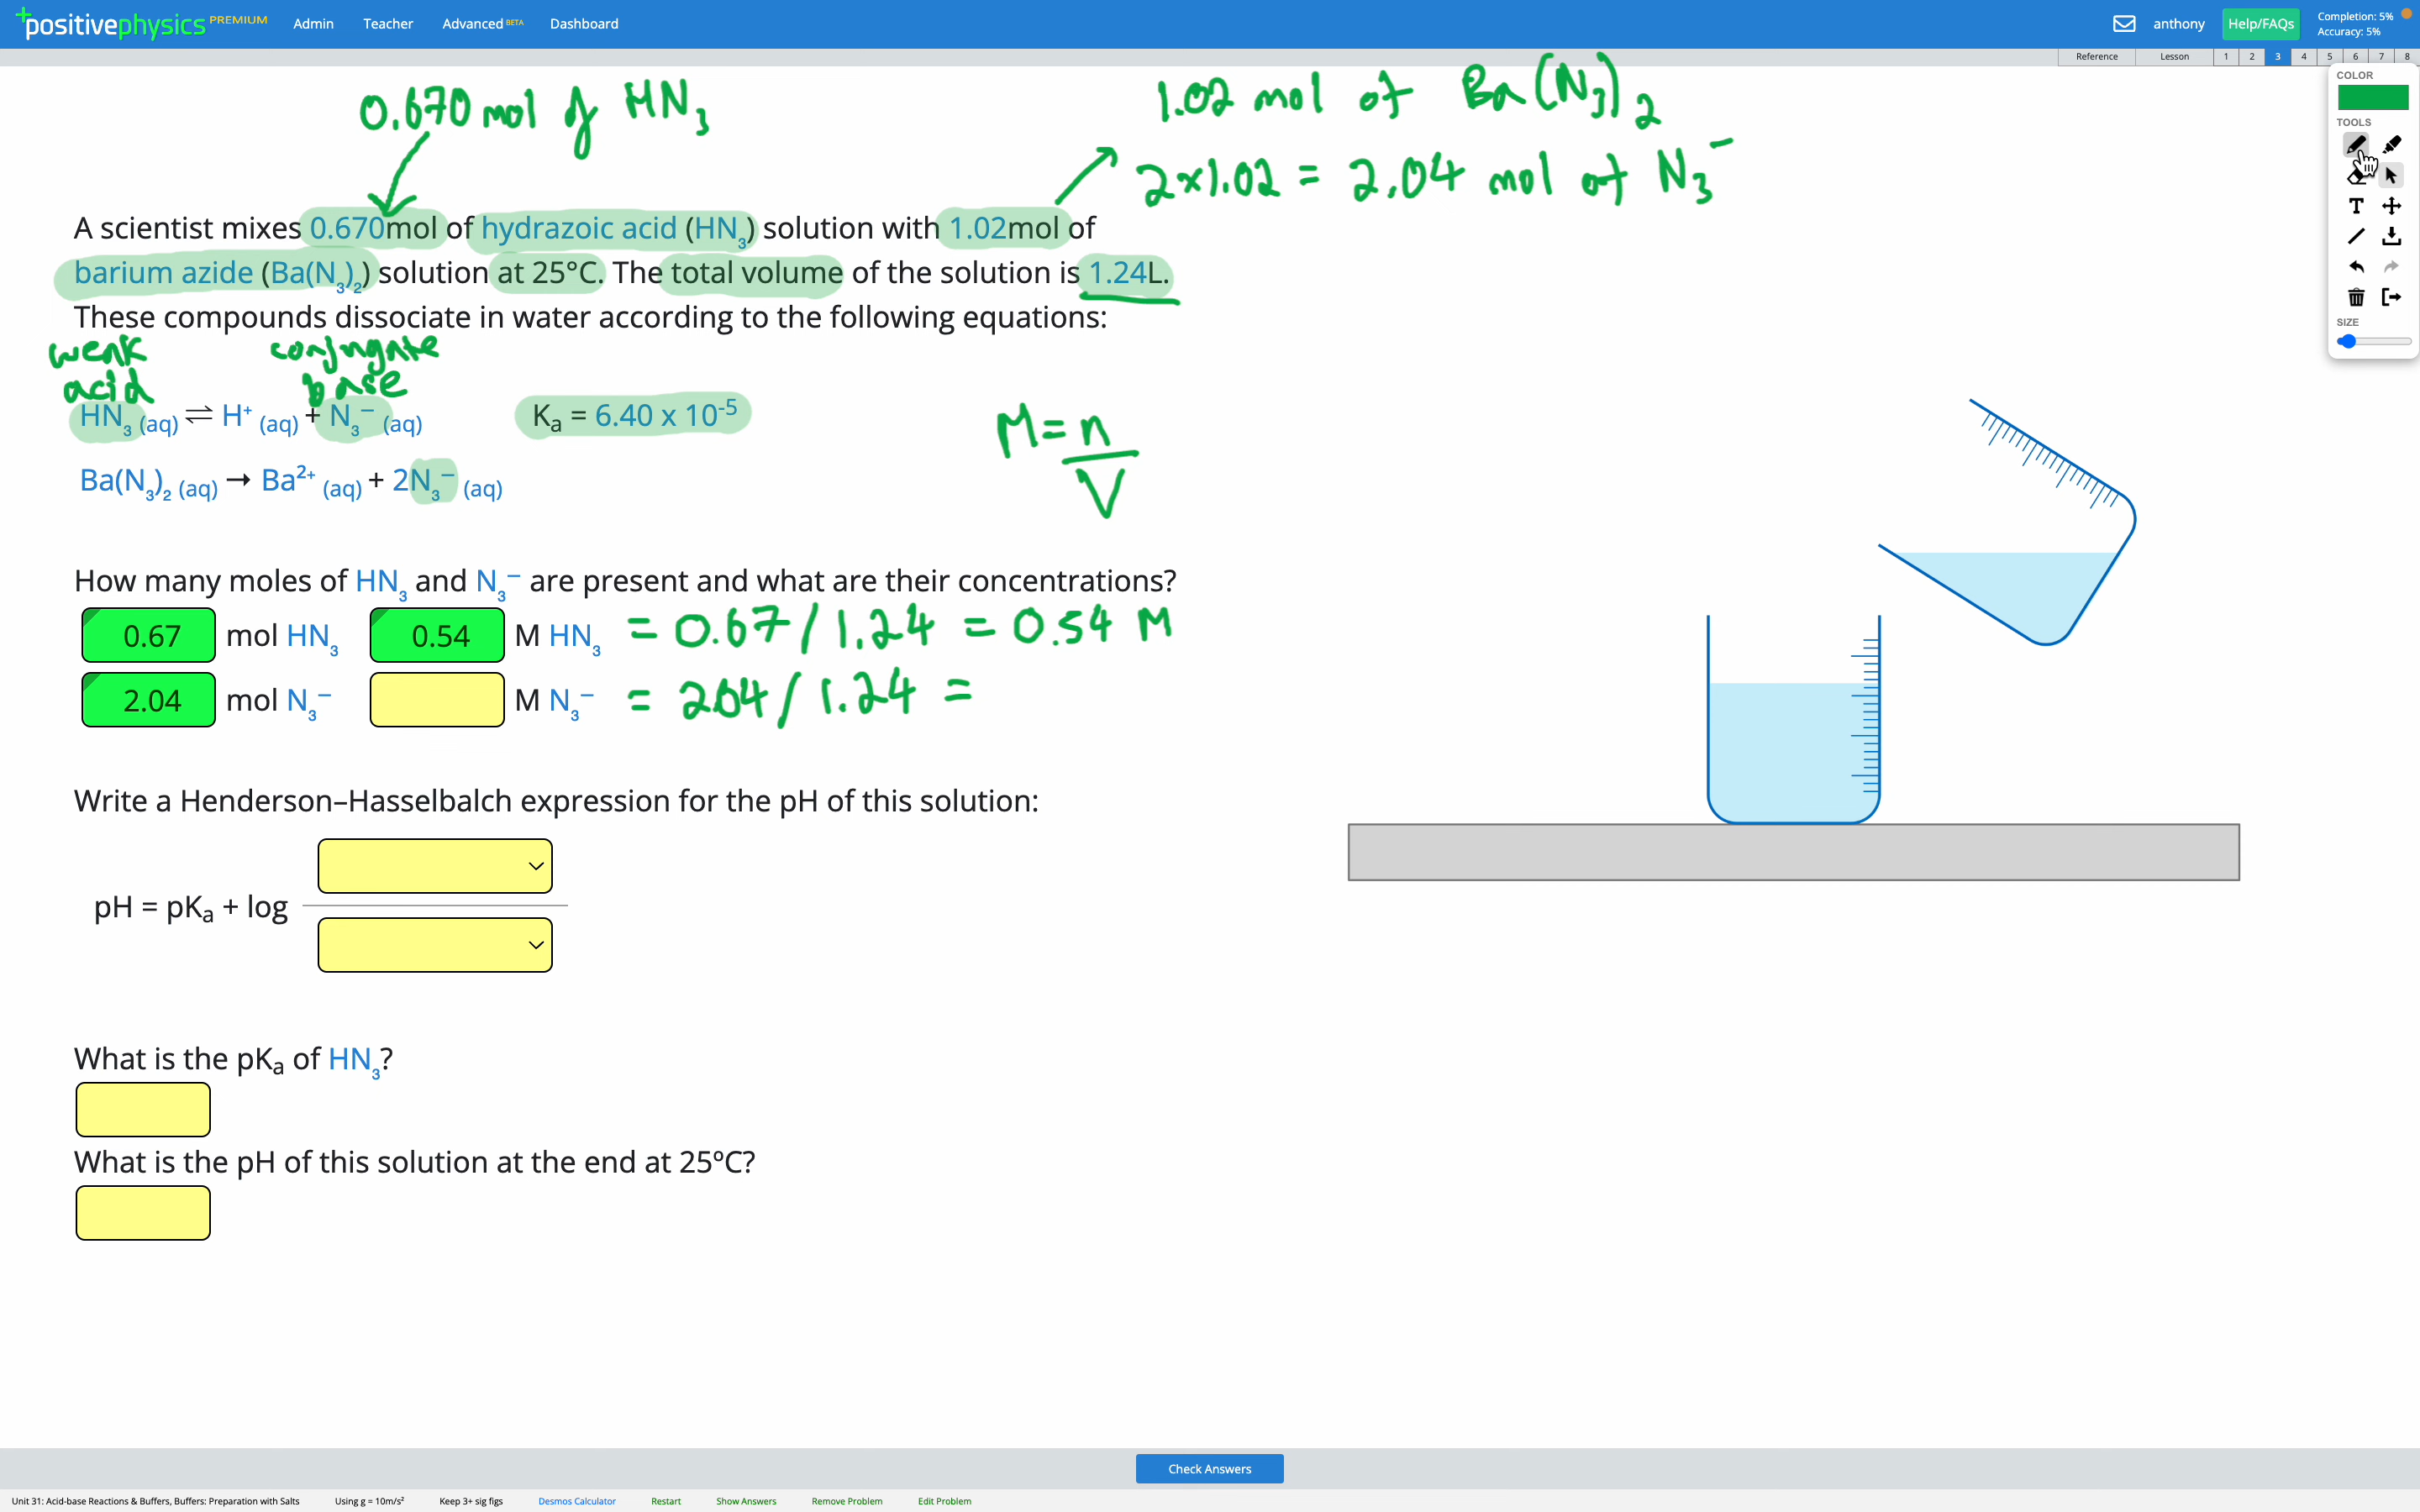 +positivephysics PREMIUM Admin Teacher Advanced BETA Dashboard anthony Help/FAQs Completion: 5% Accuracy: 5%
Reference Lesson 1 2 3 4 5 6 7 8
COLOR
TOOLS
T
SIZE
0.670 mol of HN₃
1.02 mol of Ba(N₃)₂
2x1.02 = 2.04 mol of N₃⁻
A scientist mixes 0.670mol of hydrazoic acid (HN₃) solution with 1.02mol of
barium azide (Ba(N₃)₂) solution at 25°C. The total volume of the solution is 1.24L.
These compounds dissociate in water according to the following equations:
weak acid
conjugate base
HN₃ (aq) ⇌ H⁺ (aq) + N₃⁻ (aq) Kₐ = 6.40 x 10⁻⁵
Ba(N₃)₂ (aq) → Ba²⁺ (aq) + 2N₃⁻ (aq)
M = n
V
How many moles of HN₃ and N₃⁻ are present and what are their concentrations?
0.67 mol HN₃ 0.54 M HN₃ = 0.67/1.24 = 0.54 M
2.04 mol N₃⁻ M N₃⁻ = 2.04/1.24 =
Write a Henderson–Hasselbalch expression for the pH of this solution:
pH = pKₐ + log
What is the pKₐ of HN₃?
What is the pH of this solution at the end at 25ºC?
Check Answers
Unit 31: Acid-base Reactions & Buffers, Buffers: Preparation with Salts Using g = 10m/s² Keep 3+ sig figs Desmos Calculator Restart Show Answers Remove Problem Edit Problem